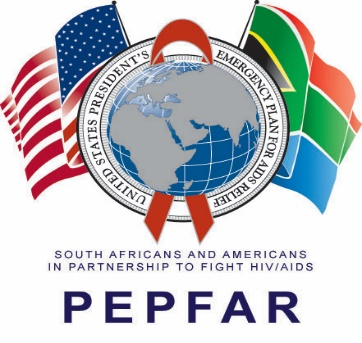 UNITED STATES PRESIDENT'S EMERGENCY PLAN FOR AIDS RELIEF
SOUTH AFRICANS AND AMERICANS
IN PARTNERSHIP TO FIGHT HIV/AIDS
PEPFAR